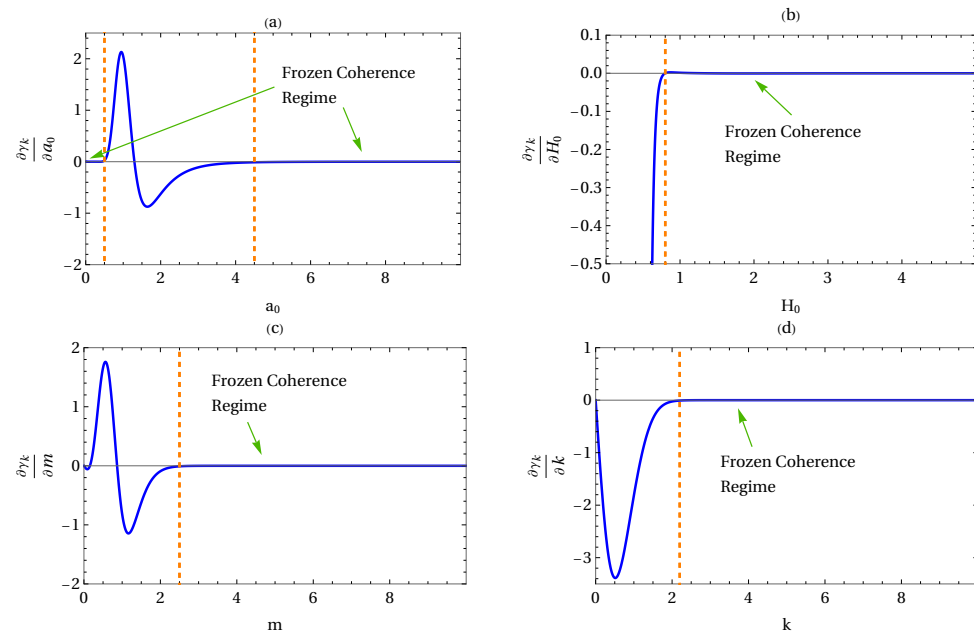 (a)
2
1
0
−1
−2
0
2
4
6
8
∂γk
∂a0
a0
Frozen Coherence
Regime
(b)
0.1
0.0
−0.1
−0.2
−0.3
−0.4
−0.5
0
1
2
3
4
∂γk
∂H0
H0
Frozen Coherence
Regime
(c)
2
1
0
−1
−2
0
2
4
6
8
∂γk
∂m
m
Frozen Coherence
Regime
(d)
1
0
−1
−2
−3
0
2
4
6
8
∂γk
∂k
k
Frozen Coherence
Regime